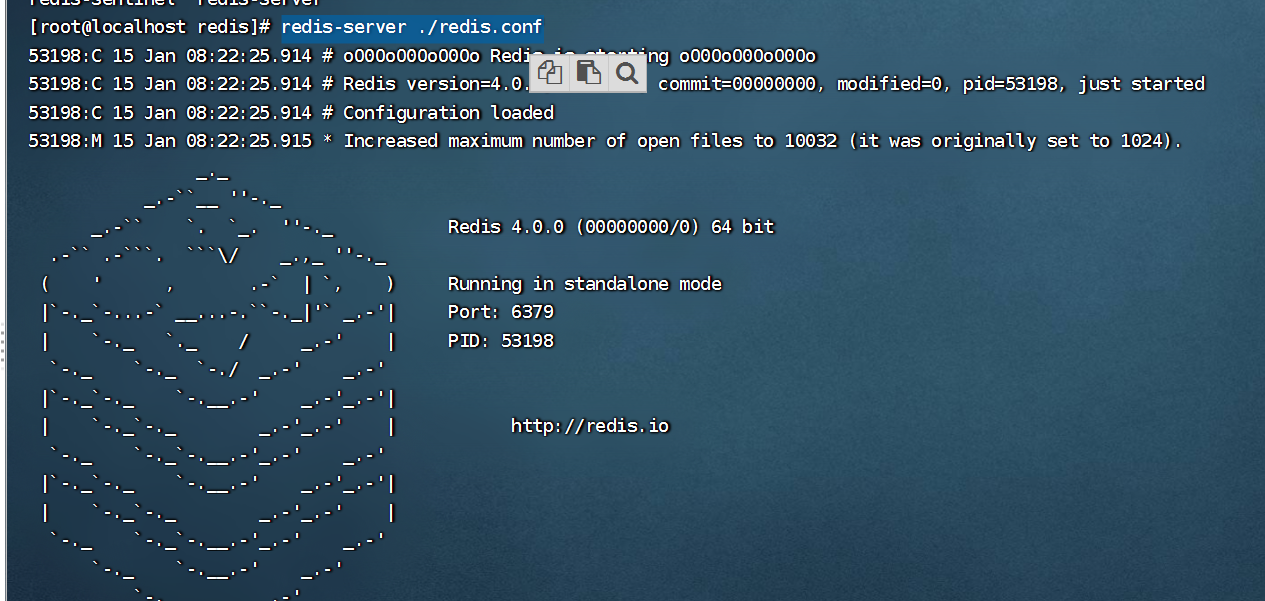 redis-sentinel redis-server
[root@localhost redis]# redis-server ./redis.conf
53198:C 15 Jan 08:22:25.914 # oO0OoO0OoO0Oo Redis is starting oO0OoO0OoO0Oo
53198:C 15 Jan 08:22:25.914 # Redis version=4.0. commit=00000000, modified=0, pid=53198, just started
53198:C 15 Jan 08:22:25.914 # Configuration loaded
53198:M 15 Jan 08:22:25.915 * Increased maximum number of open files to 10032 (it was originally set to 1024).
Redis 4.0.0 (00000000/0) 64 bit
Running in standalone mode
Port: 6379
PID: 53198
http://redis.io